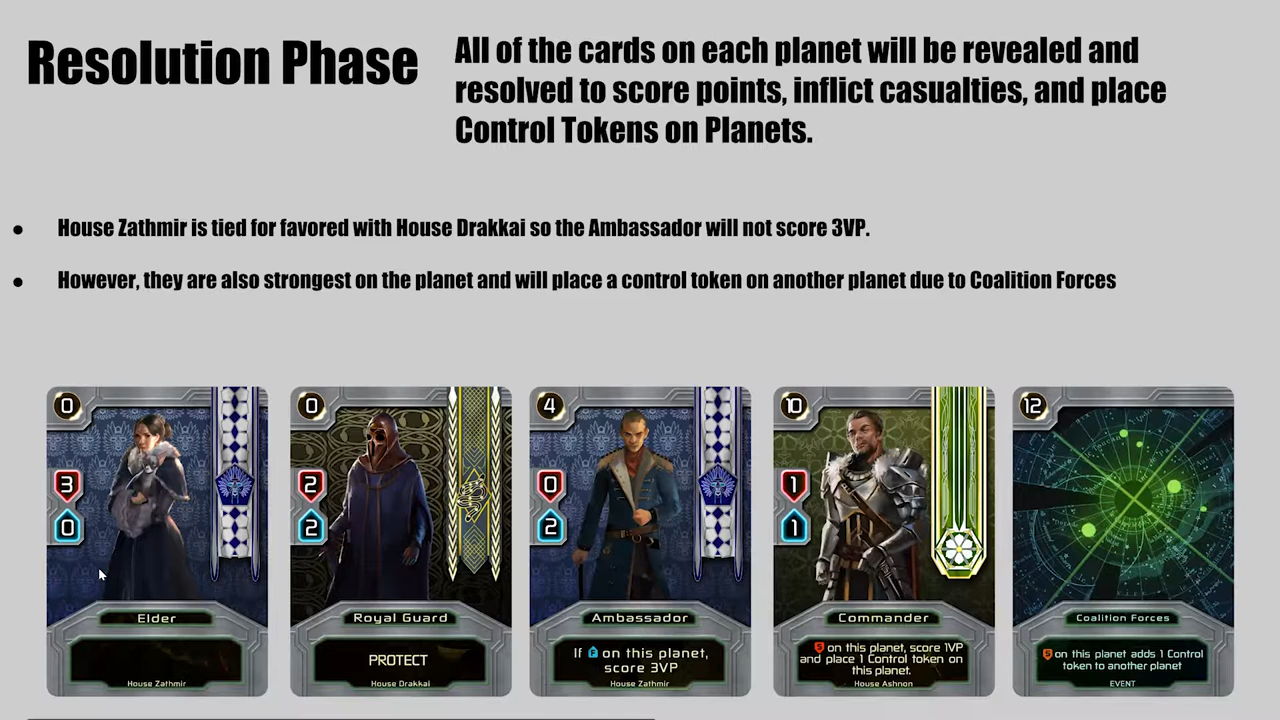 Resolution Phase
All of the cards on each planet will be revealed and
resolved to score points, inflict casualties, and place
Control Tokens on Planets.
● House Zathmir is tied for favored with House Drakkai so the Ambassador will not score 3VP.
● However, they are also strongest on the planet and will place a control token on another planet due to Coalition Forces
0
3
0
Elder
House Zathmir
0
2
2
Royal Guard
PROTECT
House Drakkai
4
0
2
Ambassador
If F on this planet,
score 3VP
House Zathmir
10
1
1
Commander
S on this planet, score 1VP
and place 1 Control token on
this planet.
House Ashnon
12
Coalition Forces
S on this planet adds 1 Control
token to another planet
EVENT